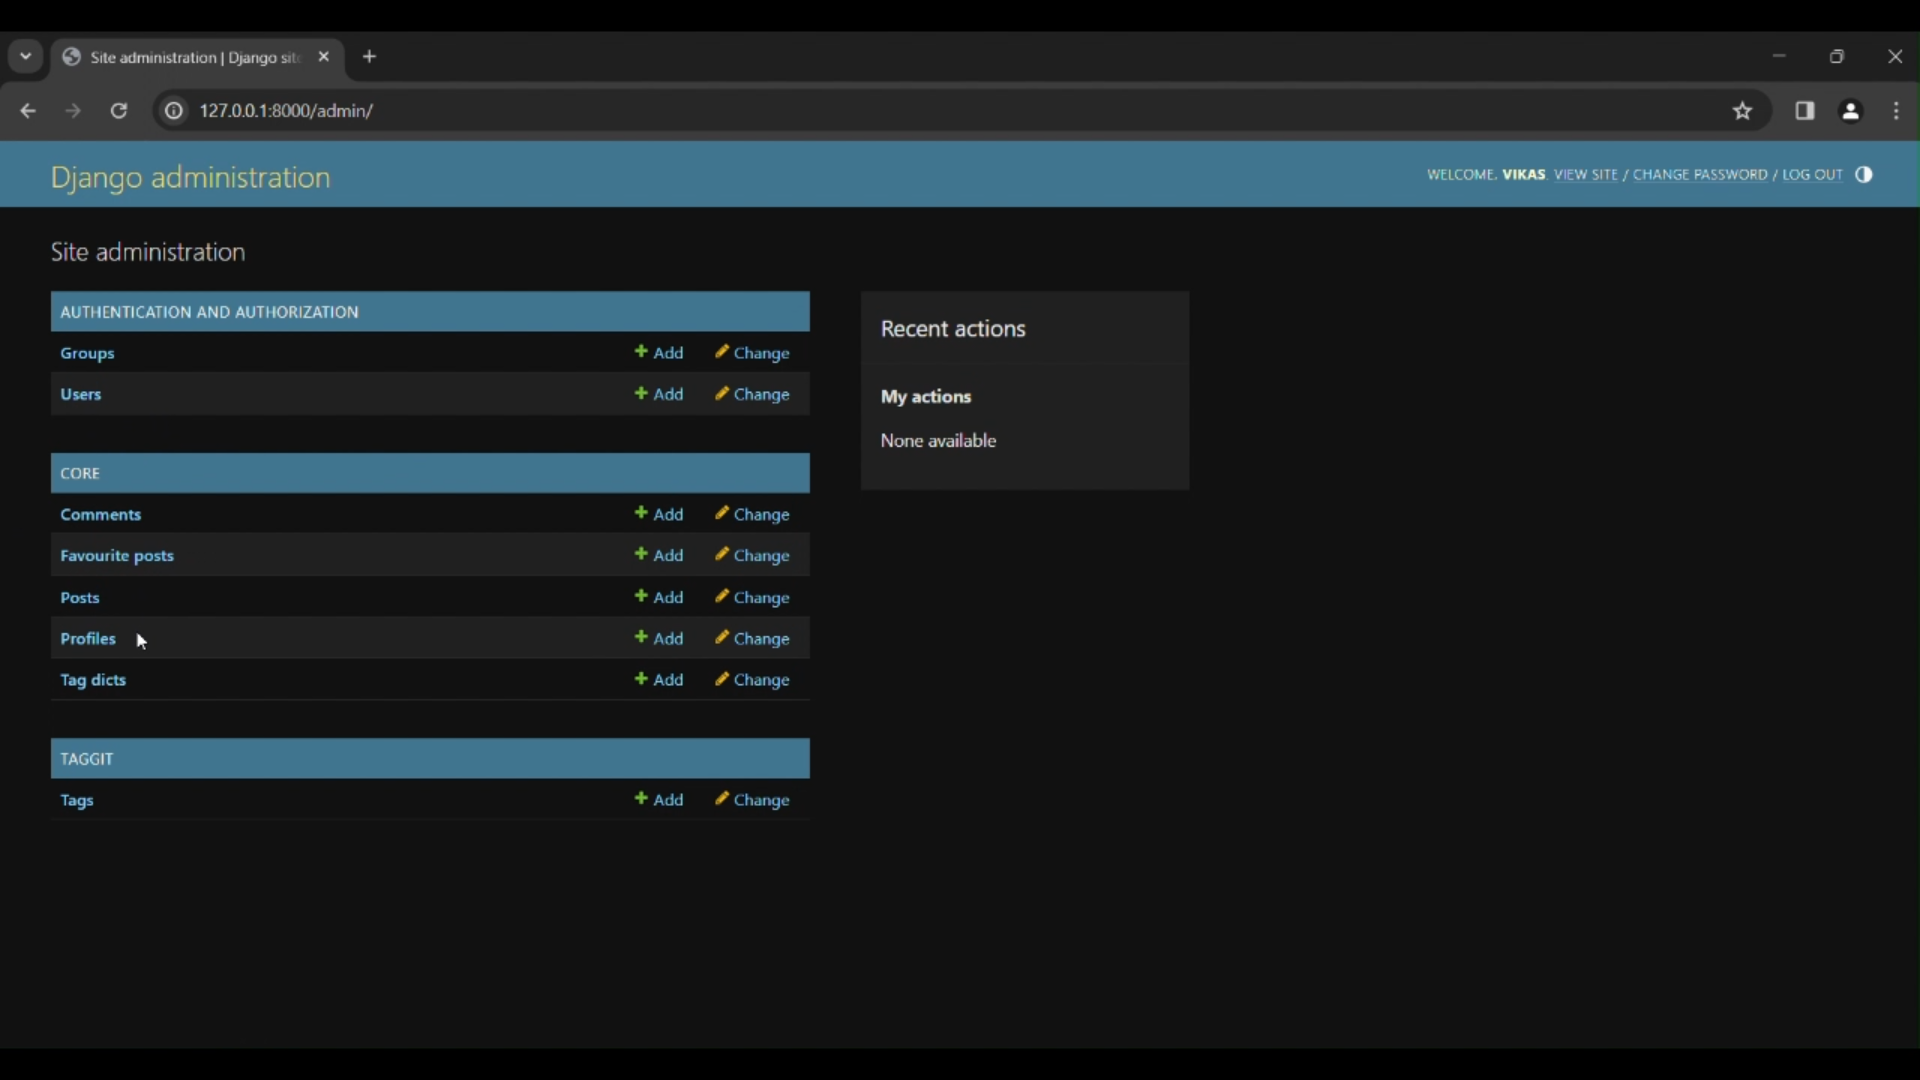 Site administration | Django sit
127.0.0.1:8000/admin/
Django administration
WELCOME, VIKAS. VIEW SITE / CHANGE PASSWORD / LOG OUT
Site administration
AUTHENTICATION AND AUTHORIZATION
Groups + Add Change
Users + Add Change
CORE
Comments + Add Change
Favourite posts + Add Change
Posts + Add Change
Profiles + Add Change
Tag dicts + Add Change
TAGGIT
Tags + Add Change
Recent actions
My actions
None available